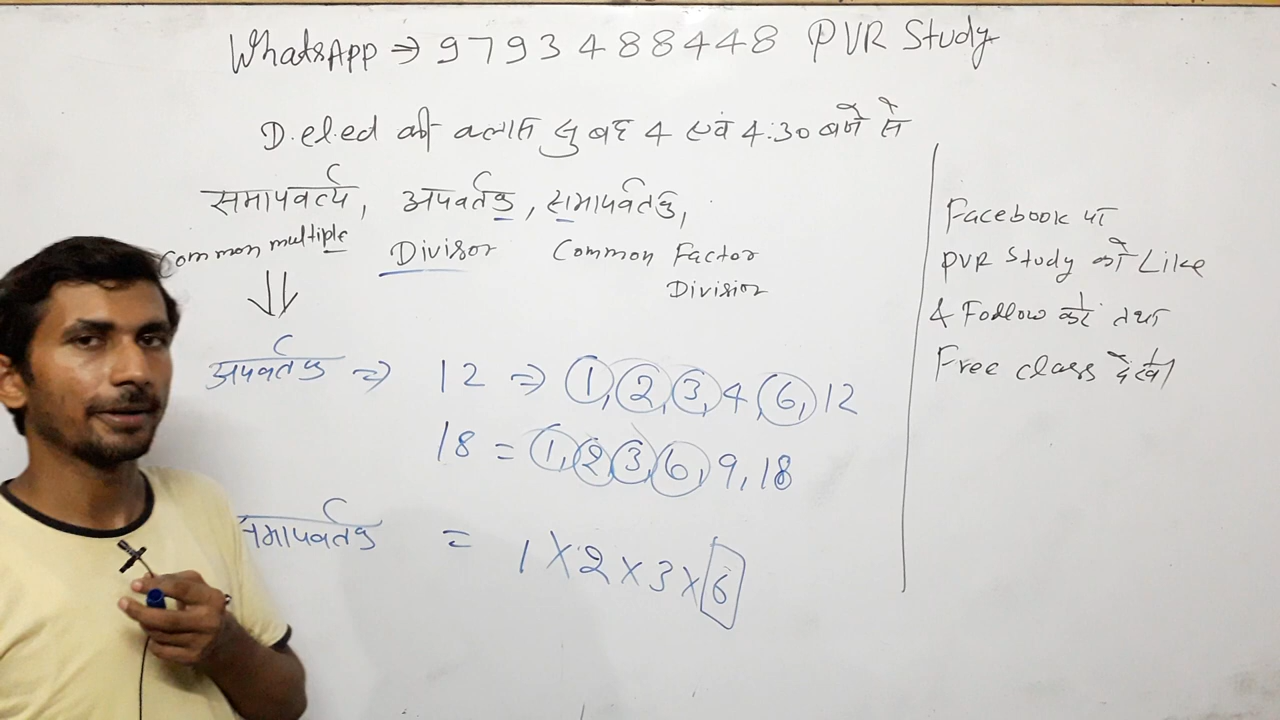 WhatsApp ⇒ 9793488448 PVR Study
D.el.ed की क्लास सुबह 4 एवं 4:30 बजे से
समापवर्त्य, अपवर्तक, समापवर्तक,
Common multiple Divisor Common Factor
Division
अपवर्तक ⇒ 12 ⇒ 1, 2, 3, 4, 6, 12
18 = 1, 2, 3, 6, 9, 18
समापवर्तक = 1 X 2 X 3 X 6
Facebook पर
PVR Study को Like
& Follow करें तथा
Free class देखें